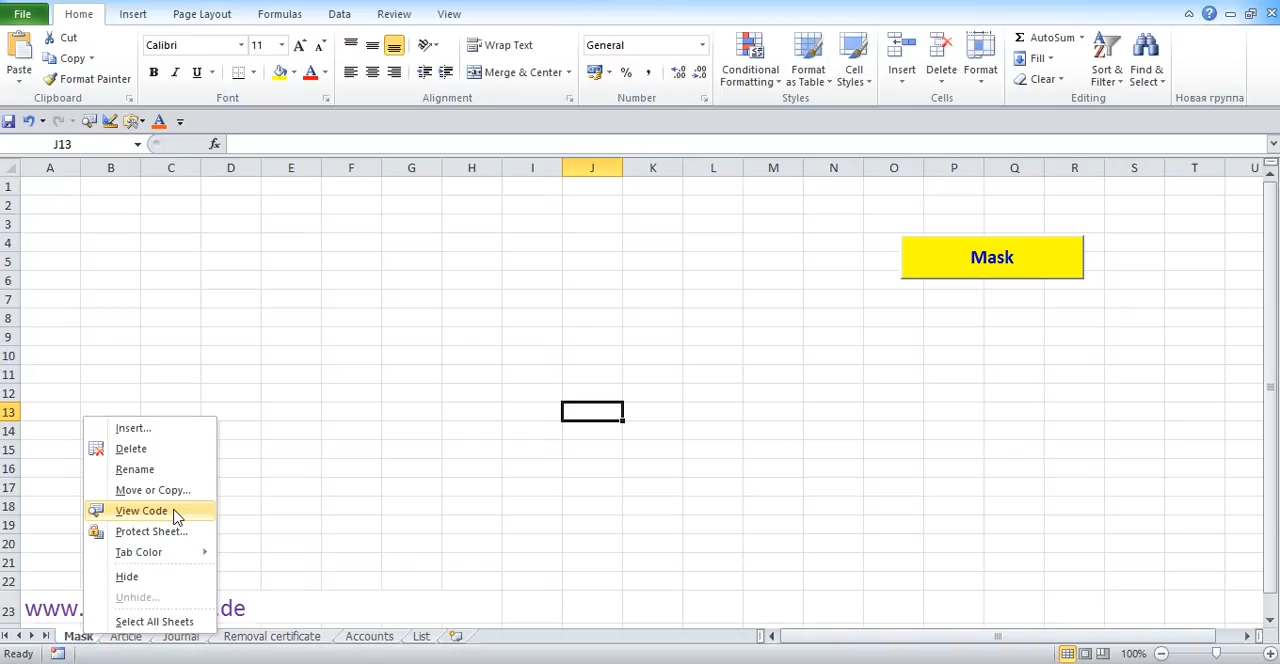 File Home Insert Page Layout Formulas Data Review View
Cut
Copy
Format Painter
Paste
Clipboard
Calibri 11
B I U
Font
Wrap Text
Merge & Center
Alignment
General
%
Number
Conditional Formatting
Format as Table
Cell Styles
Styles
Insert
Delete
Format
Cells
AutoSum
Fill
Clear
Sort & Filter
Find & Select
Editing
Новая группа
J13
fx
A B C D E F G H I J K L M N O P Q R S T U
1
2
3
4
5
6
7
8
9
10
11
12
13
14
15
16
17
18
19
20
21
22
23
Mask
Insert...
Delete
Rename
Move or Copy...
View Code
Protect Sheet...
Tab Color
Hide
Unhide...
Select All Sheets
www. de
Mask Article Journal Removal certificate Accounts List
Ready
100%